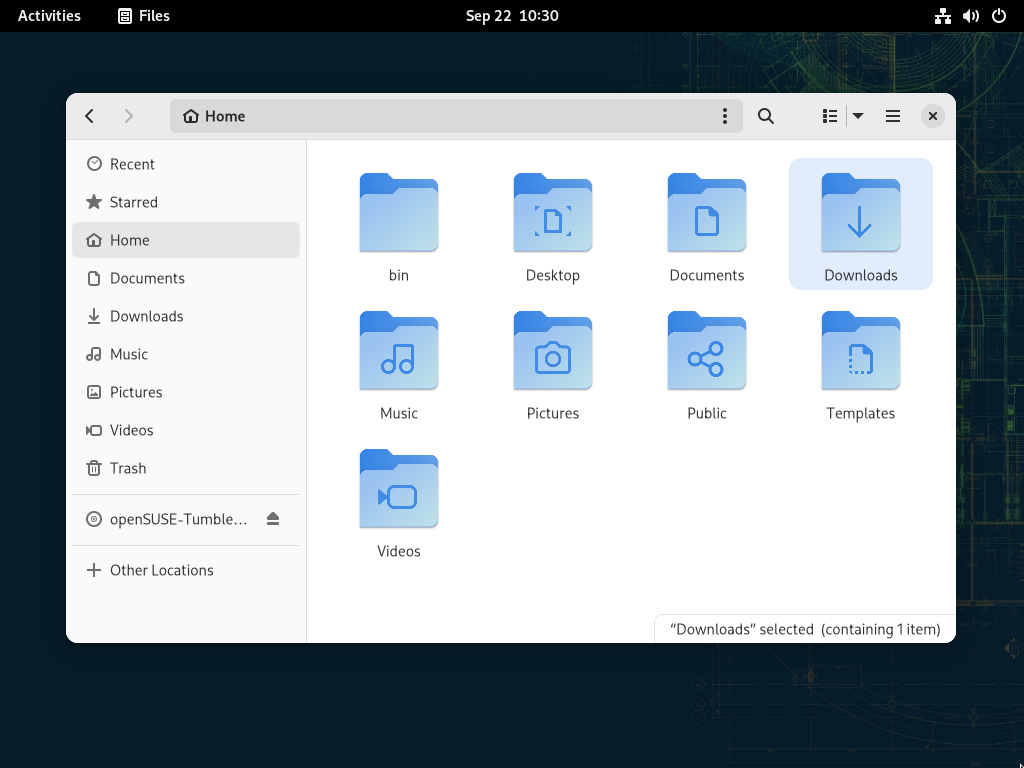 Activities Files Sep 22 10:30
Home
Recent
Starred
Home
Documents
Downloads
Music
Pictures
Videos
Trash
openSUSE-Tumble…
Other Locations
bin Desktop Documents Downloads
Music Pictures Public Templates
Videos
“Downloads” selected (containing 1 item)